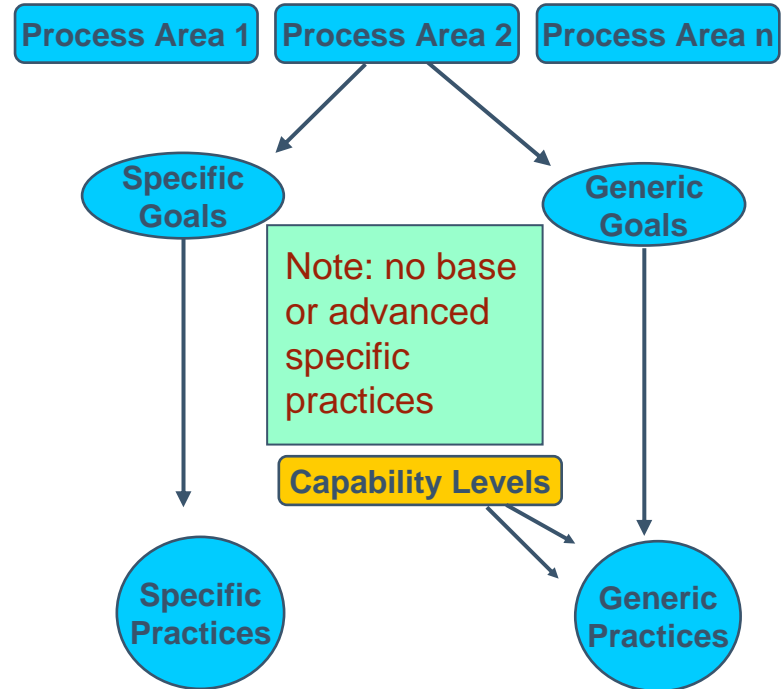 Process Area 1
Process Area 2
Process Area n
Specific
Goals
Generic
Goals
Note: no base
or advanced
specific
practices
Capability Levels
Specific
Practices
Generic
Practices